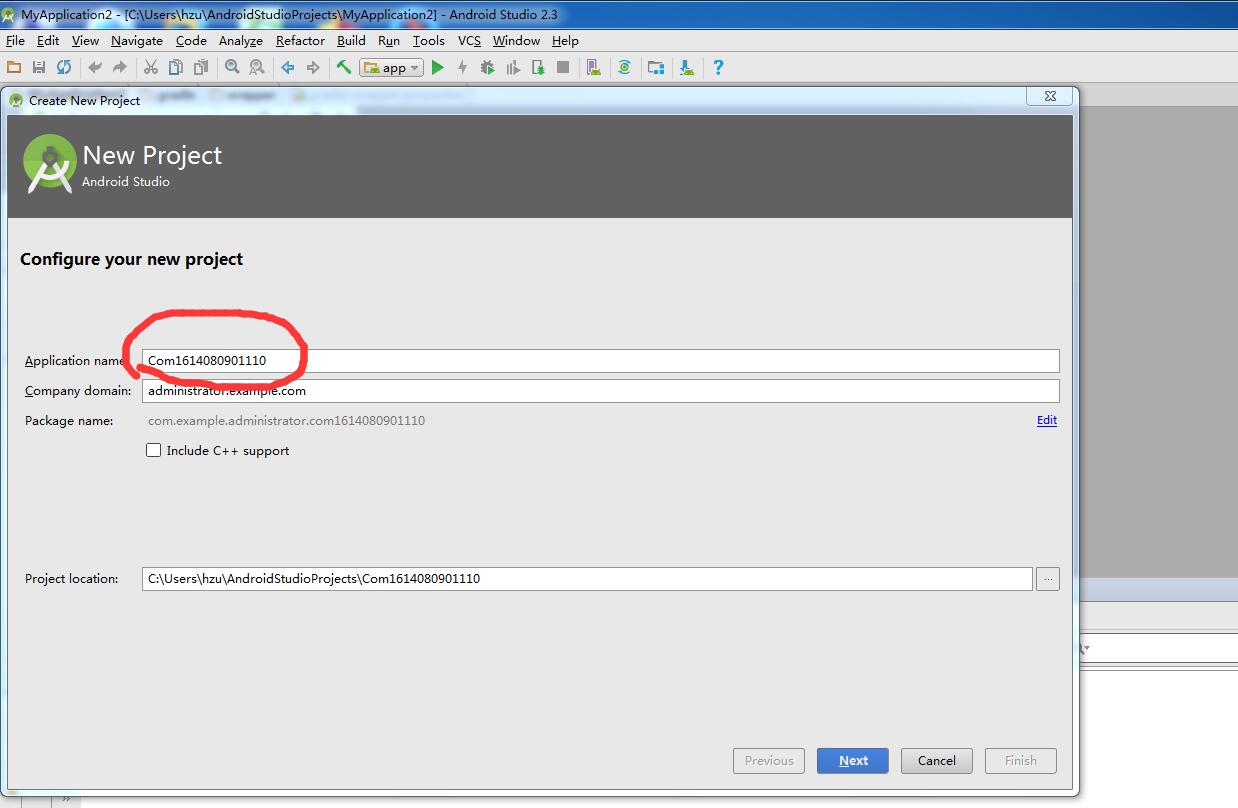 MyApplication2 - [C:\Users\hzu\AndroidStudioProjects\MyApplication2] - Android Studio 2.3
File Edit View Navigate Code Analyze Refactor Build Run Tools VCS Window Help
app
Create New Project
New Project
Android Studio
Configure your new project
Application name: Com1614080901110
Company domain: administrator.example.com
Package name: com.example.administrator.com1614080901110 Edit
Include C++ support
Project location: C:\Users\hzu\AndroidStudioProjects\Com1614080901110 ...
Previous Next Cancel Finish